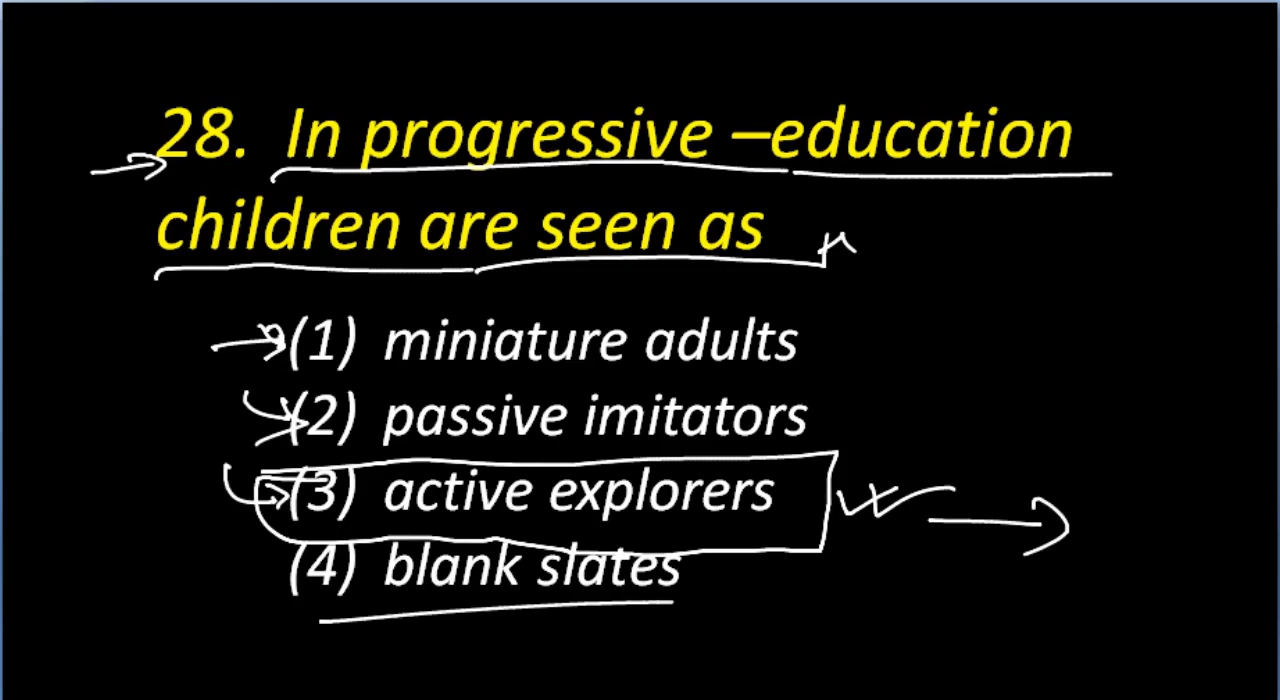 28. In progressive –education
children are seen as
(1) miniature adults
(2) passive imitators
(3) active explorers
(4) blank slates